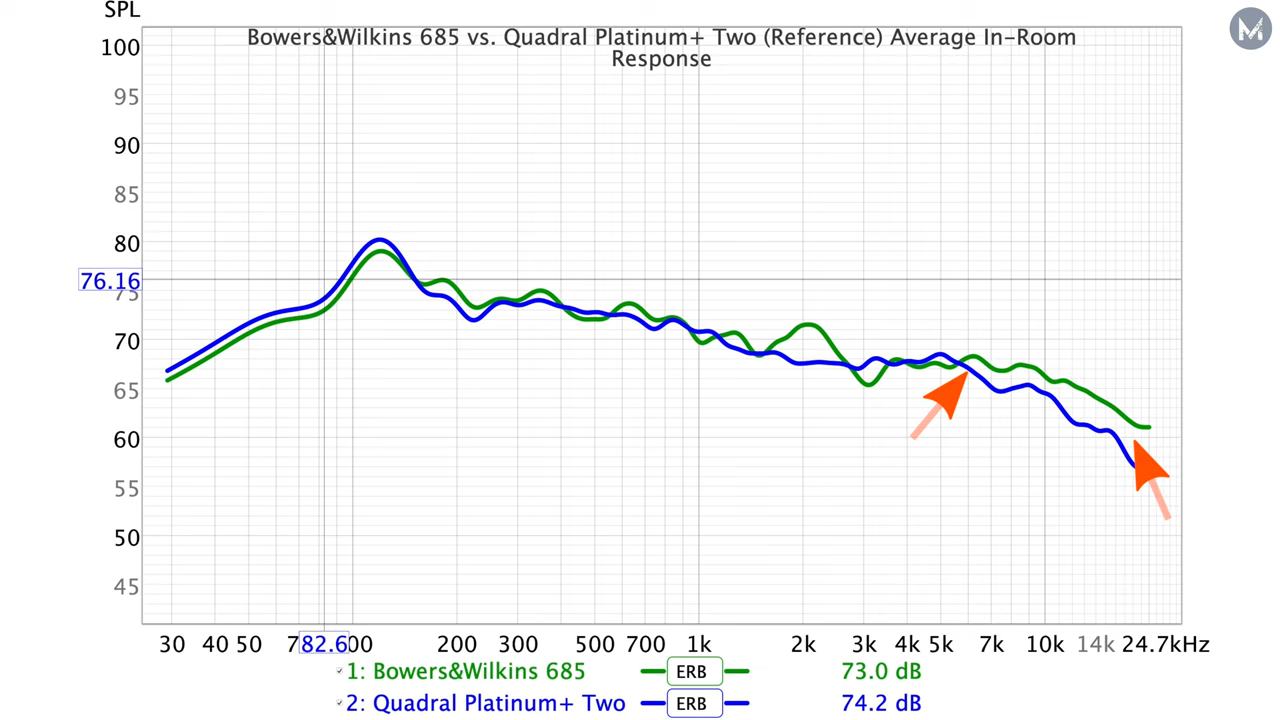 SPL
Bowers&Wilkins 685 vs. Quadral Platinum+ Two (Reference) Average In-Room
Response
100
95
90
85
80
76.16
75
70
65
60
55
50
45
30 40 50 7 82.6 00 200 300 500 700 1k 2k 3k 4k 5k 7k 10k 14k 24.7kHz
1: Bowers&Wilkins 685 ERB 73.0 dB
2: Quadral Platinum+ Two ERB 74.2 dB
M